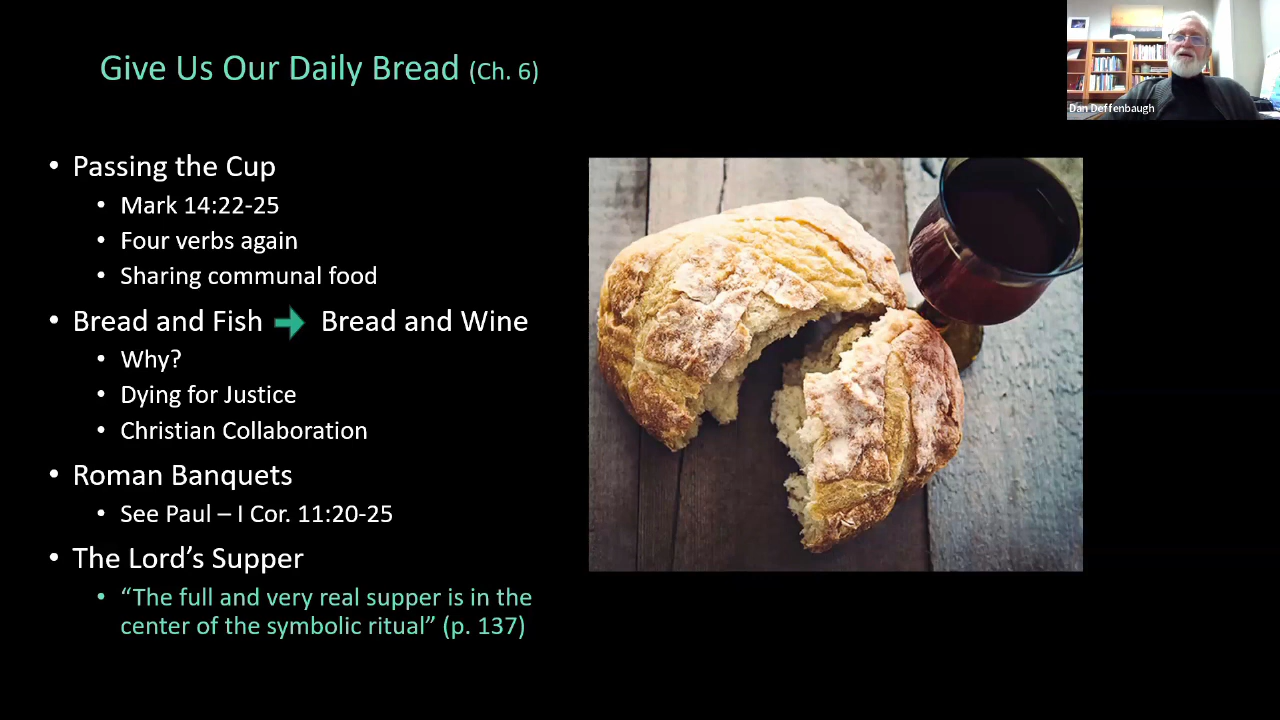 Give Us Our Daily Bread (Ch. 6)
Dan Deffenbaugh
• Passing the Cup
• Mark 14:22-25
• Four verbs again
• Sharing communal food
• Bread and Fish Bread and Wine
• Why?
• Dying for Justice
• Christian Collaboration
• Roman Banquets
• See Paul – I Cor. 11:20-25
• The Lord’s Supper
• “The full and very real supper is in the
center of the symbolic ritual” (p. 137)